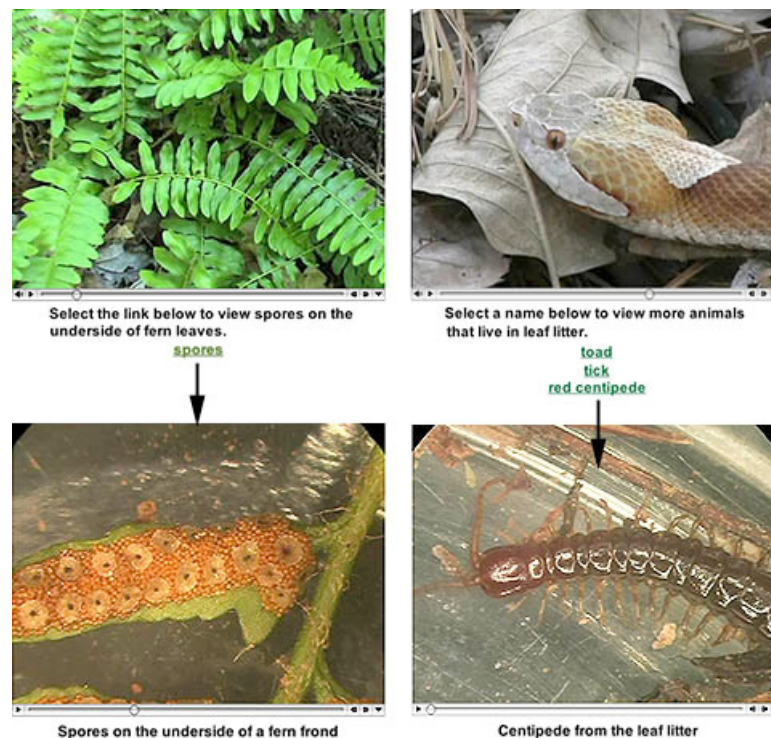 Select the link below to view spores on the
underside of fern leaves.
spores
Select a name below to view more animals
that live in leaf litter.
toad
tick
red centipede
Spores on the underside of a fern frond
Centipede from the leaf litter